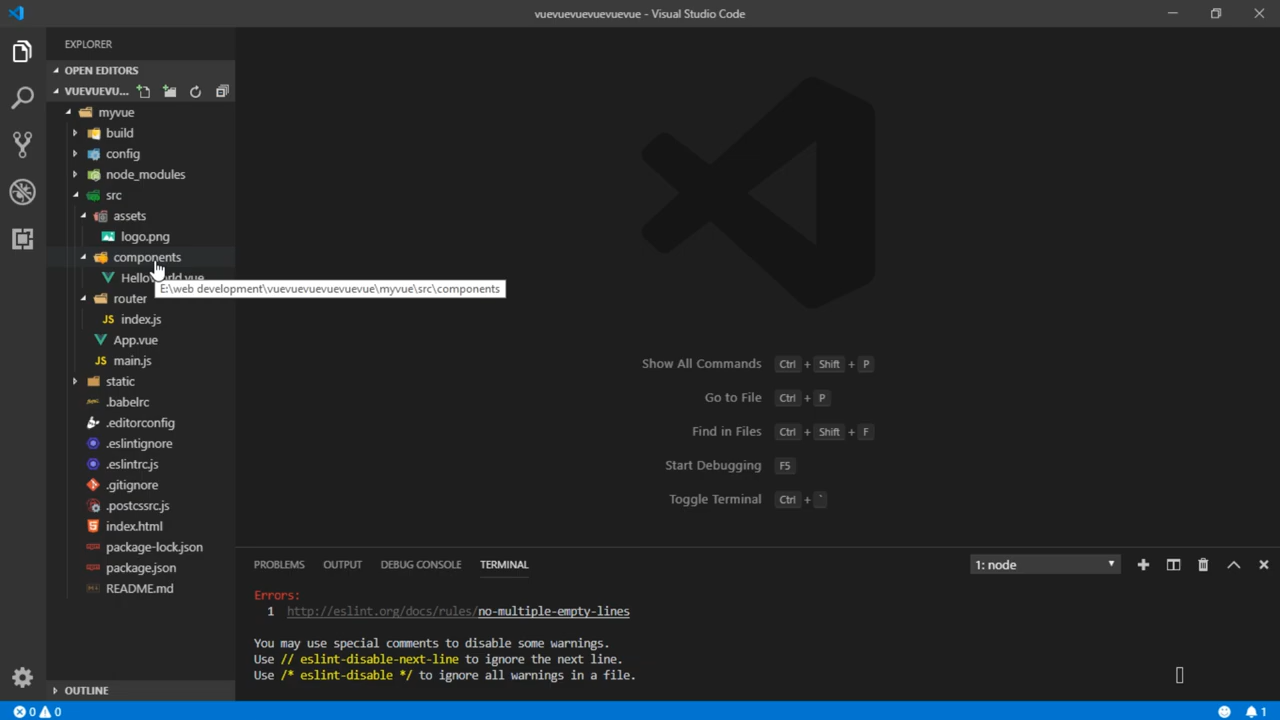 vuevuevuevuevuevue - Visual Studio Code
EXPLORER
OPEN EDITORS
VUEVUEVU...
myvue
build
config
node_modules
src
assets
logo.png
components
E:\web development\vuevuevuevuevuevue\myvue\src\components
router
JS index.js
App.vue
JS main.js
static
.babelrc
.editorconfig
.eslintignore
.eslintrc.js
.gitignore
.postcssrc.js
index.html
package-lock.json
package.json
README.md
OUTLINE
Show All Commands Ctrl + Shift + P
Go to File Ctrl + P
Find in Files Ctrl + Shift + F
Start Debugging F5
Toggle Terminal Ctrl + `
PROBLEMS OUTPUT DEBUG CONSOLE TERMINAL 1: node
Errors:
1 http://eslint.org/docs/rules/no-multiple-empty-lines
You may use special comments to disable some warnings.
Use // eslint-disable-next-line to ignore the next line.
Use /* eslint-disable */ to ignore all warnings in a file.
0 0 1